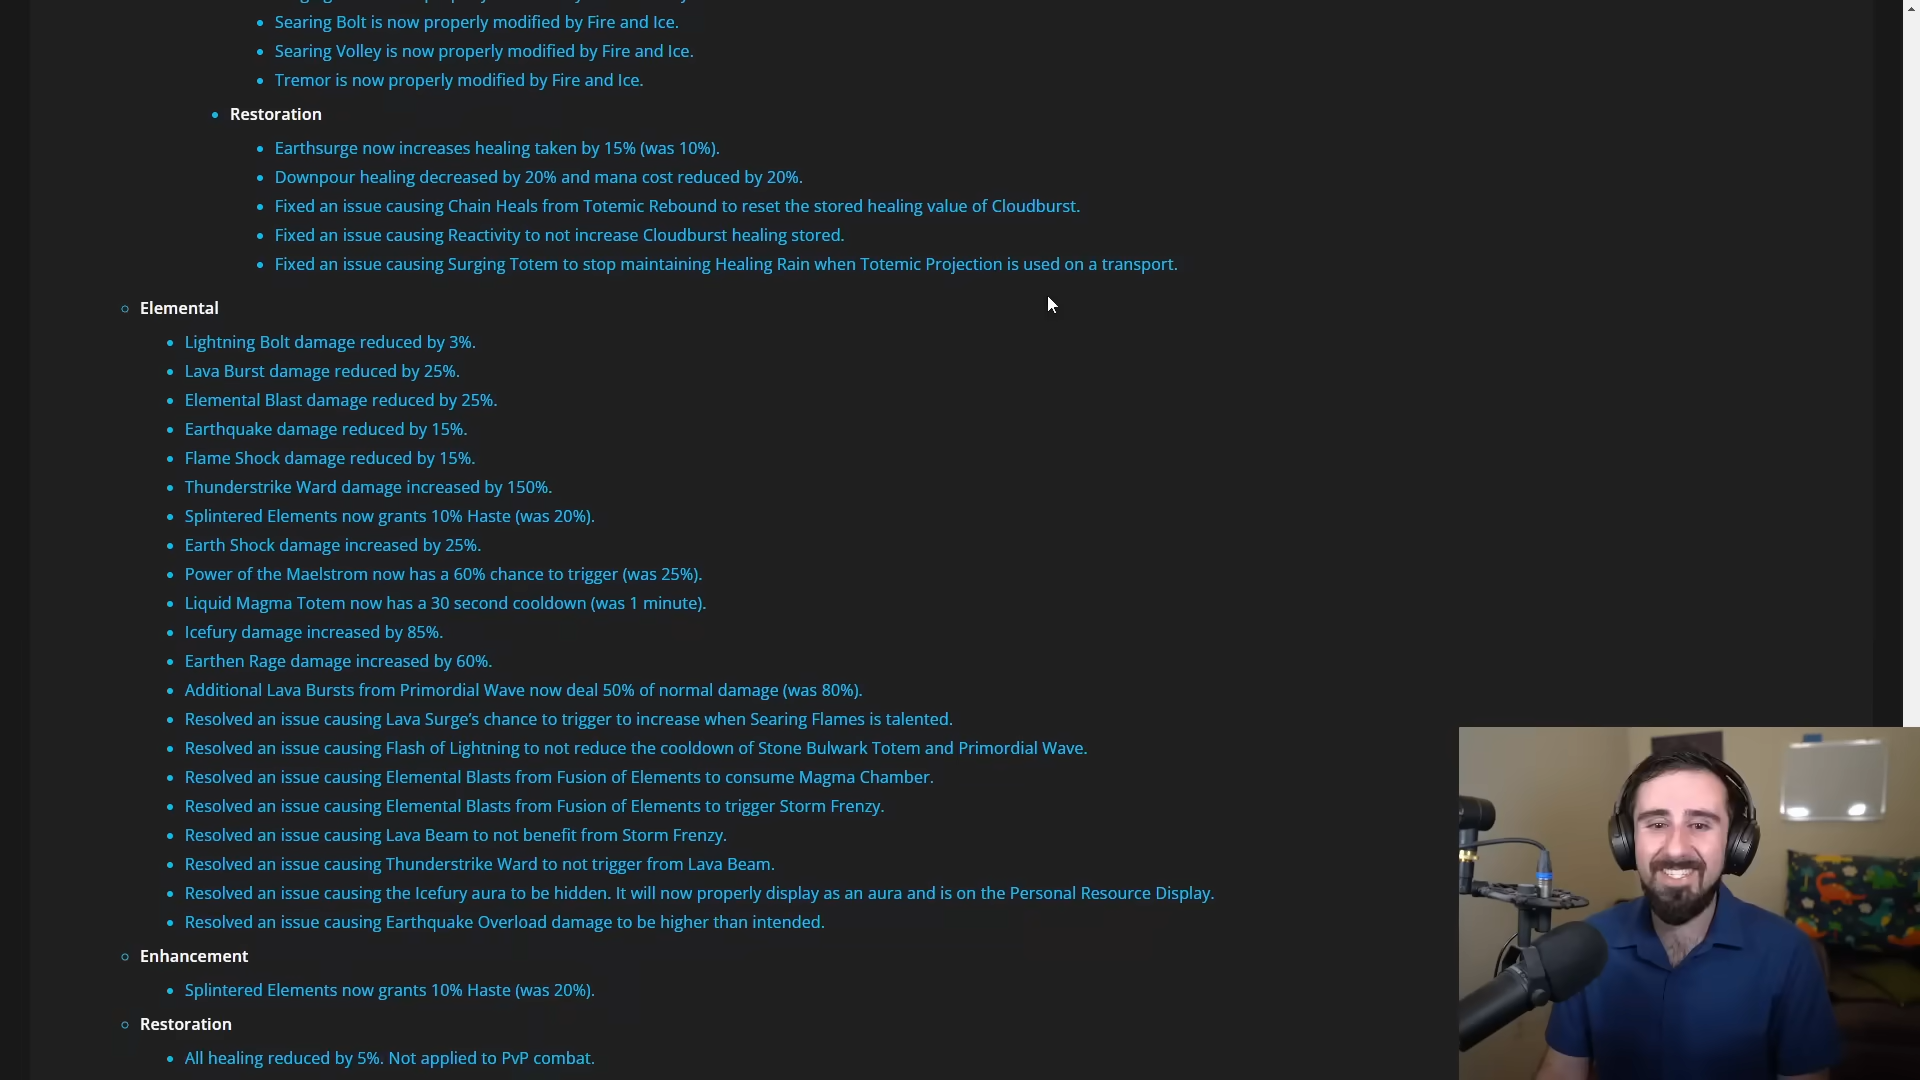 Searing Bolt is now properly modified by Fire and Ice.
Searing Volley is now properly modified by Fire and Ice.
Tremor is now properly modified by Fire and Ice.
Restoration
Earthsurge now increases healing taken by 15% (was 10%).
Downpour healing decreased by 20% and mana cost reduced by 20%.
Fixed an issue causing Chain Heals from Totemic Rebound to reset the stored healing value of Cloudburst.
Fixed an issue causing Reactivity to not increase Cloudburst healing stored.
Fixed an issue causing Surging Totem to stop maintaining Healing Rain when Totemic Projection is used on a transport.
Elemental
Lightning Bolt damage reduced by 3%.
Lava Burst damage reduced by 25%.
Elemental Blast damage reduced by 25%.
Earthquake damage reduced by 15%.
Flame Shock damage reduced by 15%.
Thunderstrike Ward damage increased by 150%.
Splintered Elements now grants 10% Haste (was 20%).
Earth Shock damage increased by 25%.
Power of the Maelstrom now has a 60% chance to trigger (was 25%).
Liquid Magma Totem now has a 30 second cooldown (was 1 minute).
Icefury damage increased by 85%.
Earthen Rage damage increased by 60%.
Additional Lava Bursts from Primordial Wave now deal 50% of normal damage (was 80%).
Resolved an issue causing Lava Surge’s chance to trigger to increase when Searing Flames is talented.
Resolved an issue causing Flash of Lightning to not reduce the cooldown of Stone Bulwark Totem and Primordial Wave.
Resolved an issue causing Elemental Blasts from Fusion of Elements to consume Magma Chamber.
Resolved an issue causing Elemental Blasts from Fusion of Elements to trigger Storm Frenzy.
Resolved an issue causing Lava Beam to not benefit from Storm Frenzy.
Resolved an issue causing Thunderstrike Ward to not trigger from Lava Beam.
Resolved an issue causing the Icefury aura to be hidden. It will now properly display as an aura and is on the Personal Resource Display.
Resolved an issue causing Earthquake Overload damage to be higher than intended.
Enhancement
Splintered Elements now grants 10% Haste (was 20%).
Restoration
All healing reduced by 5%. Not applied to PvP combat.